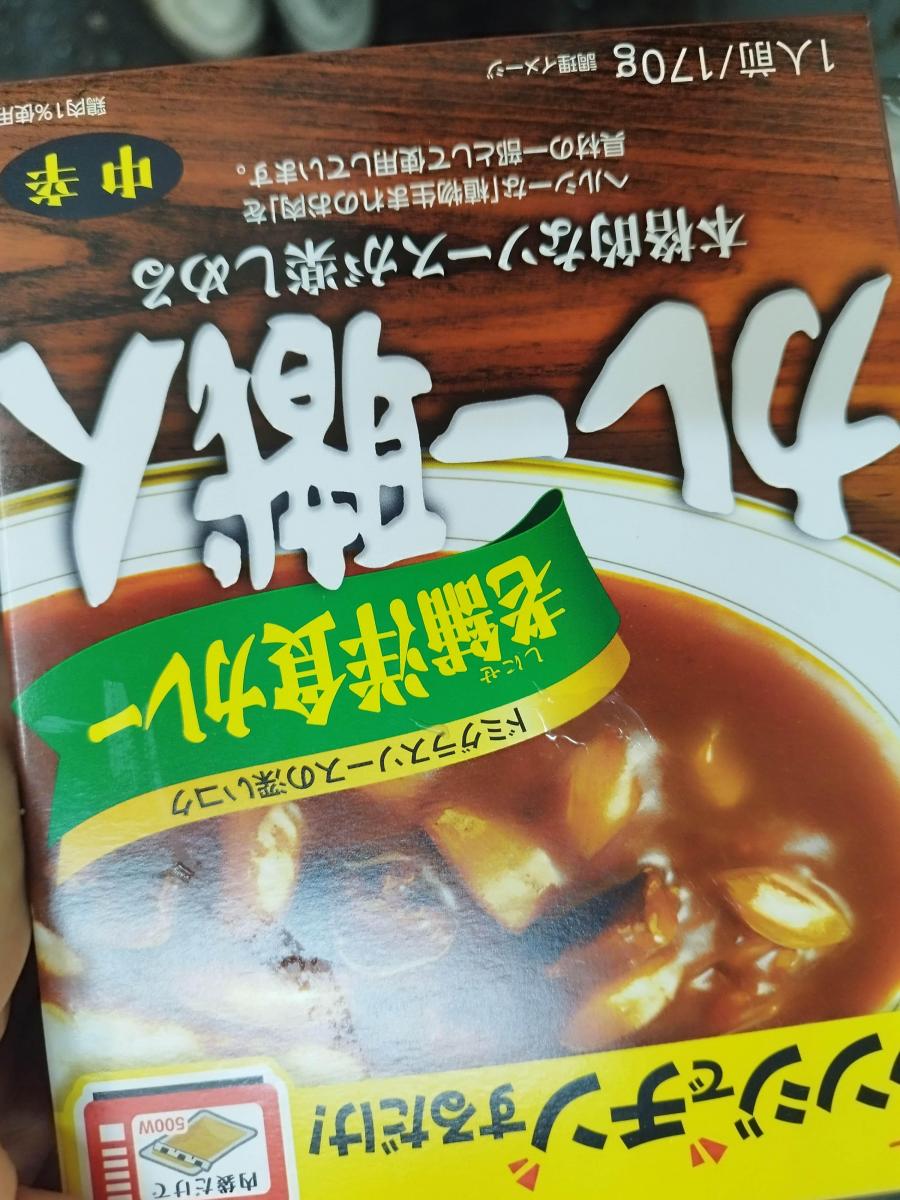 レンジでチンするだけ!
内袋だけで
500W
ドミグラスソースの深いコク
しにせ
老舗洋食カレー
カレー職人
本格的なソースが楽しめる
ヘルシーな「植物生まれのお肉」を
具材の一部として使用しています。
中辛
1人前/170g 調理イメージ
鶏肉1%使用